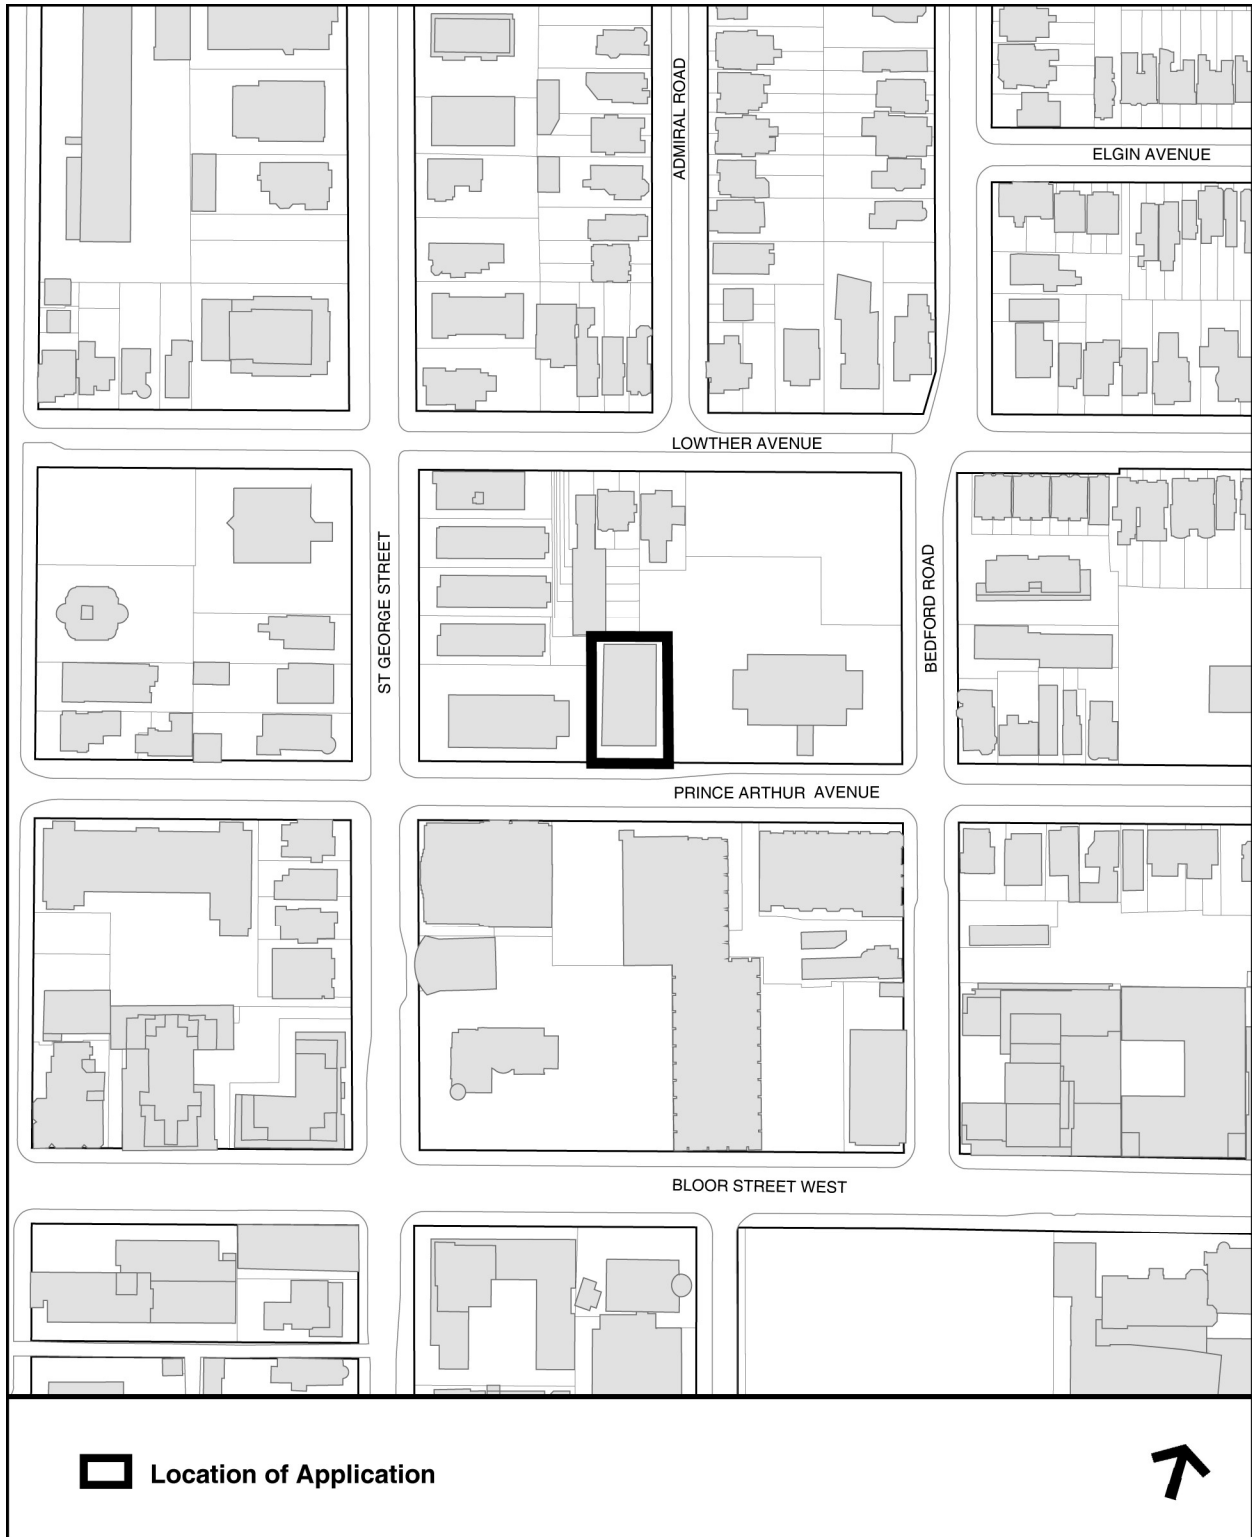 ADMIRAL ROAD
ELGIN AVENUE
LOWTHER AVENUE
ST GEORGE STREET
BEDFORD ROAD
PRINCE ARTHUR AVENUE
BLOOR STREET WEST
Location of Application